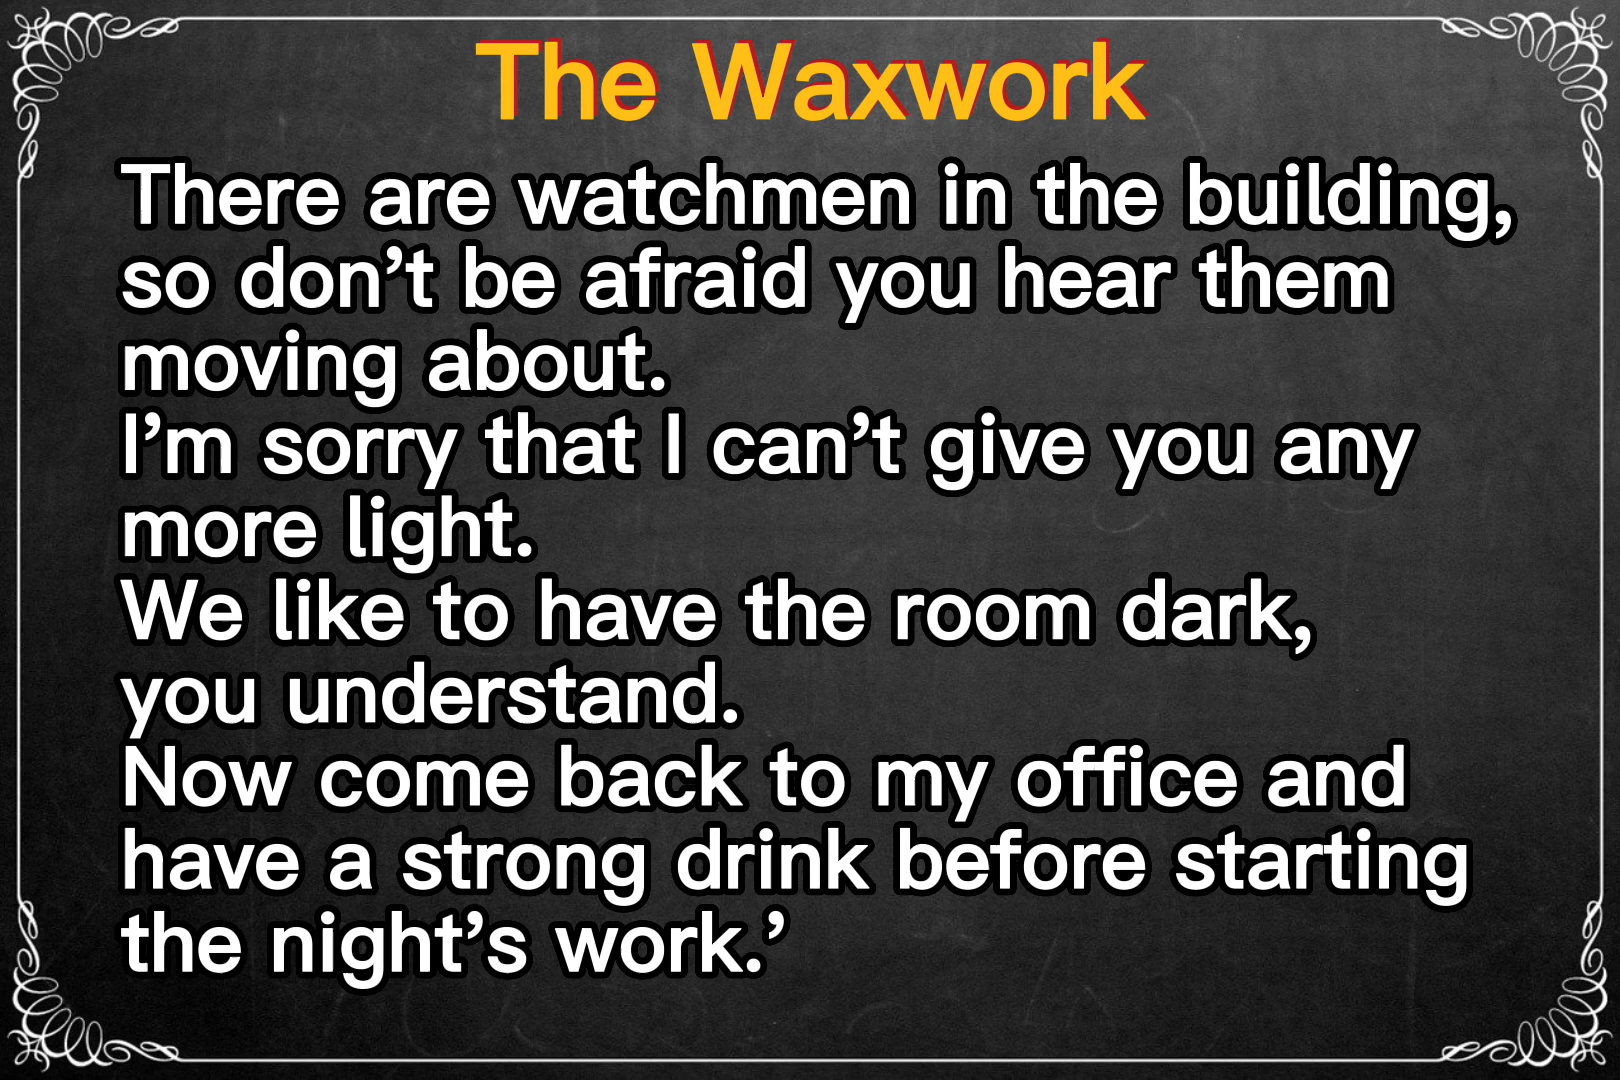 The Waxwork
There are watchmen in the building,
so don’t be afraid you hear them
moving about.
I’m sorry that I can’t give you any
more light.
We like to have the room dark,
you understand.
Now come back to my office and
have a strong drink before starting
the night’s work.’